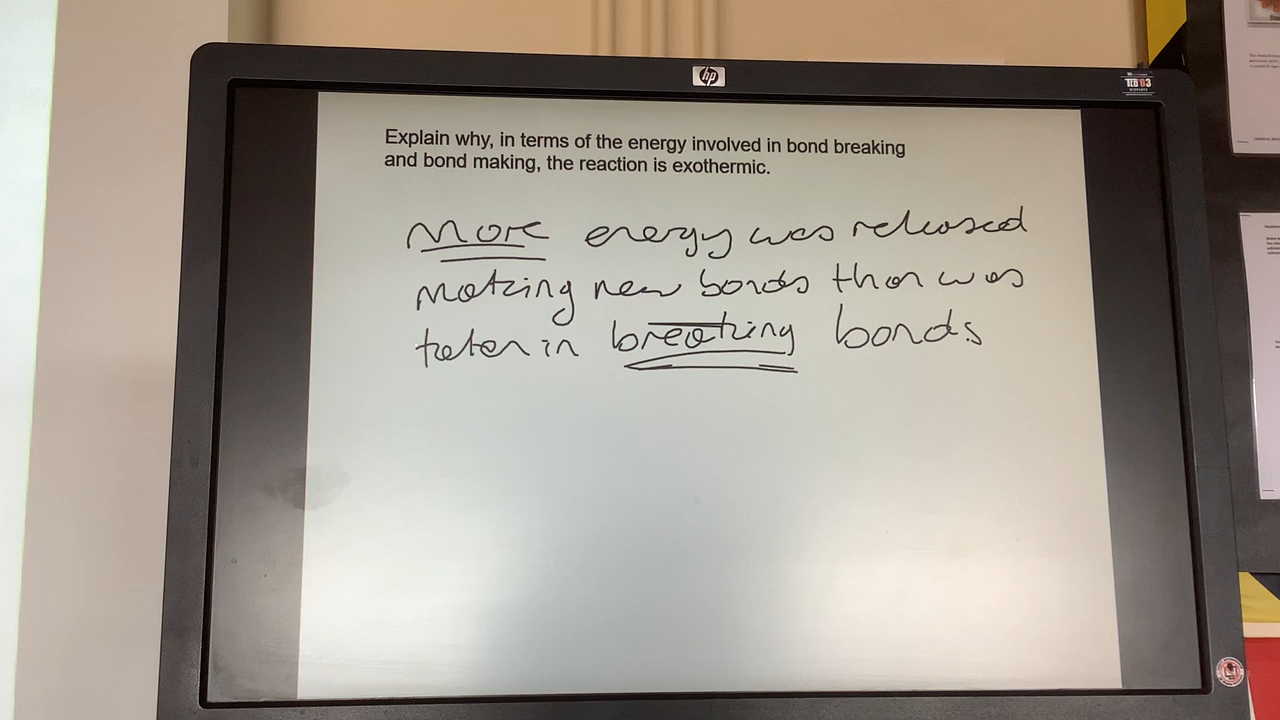 hp
Explain why, in terms of the energy involved in bond breaking
and bond making, the reaction is exothermic.
More energy was released
making new bonds than was
taken in breaking bonds